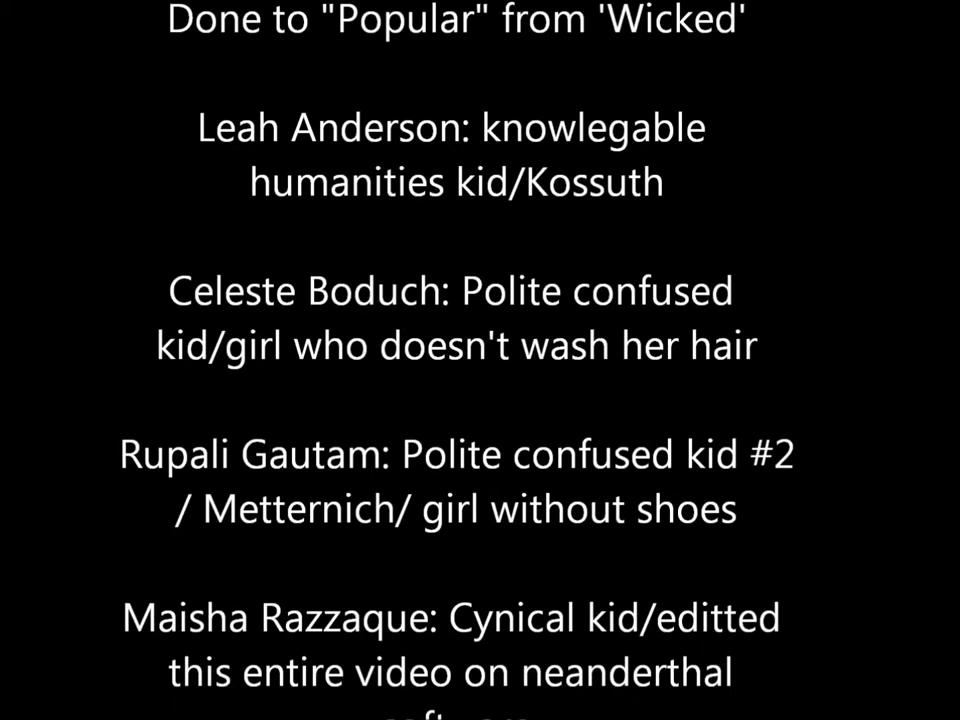 Done to "Popular" from 'Wicked'
Leah Anderson: knowlegable
humanities kid/Kossuth
Celeste Boduch: Polite confused
kid/girl who doesn't wash her hair
Rupali Gautam: Polite confused kid #2
/ Metternich/ girl without shoes
Maisha Razzaque: Cynical kid/editted
this entire video on neanderthal